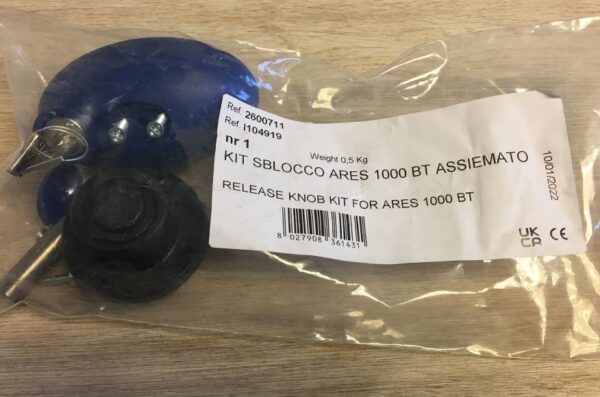 Ref. 2600711
Ref. I104919
nr 1
Weight 0,5 Kg
KIT SBLOCCO ARES 1000 BT ASSIEMATO
RELEASE KNOB KIT FOR ARES 1000 BT
8 027908 361431
10/01/2022
UK
CA
CE